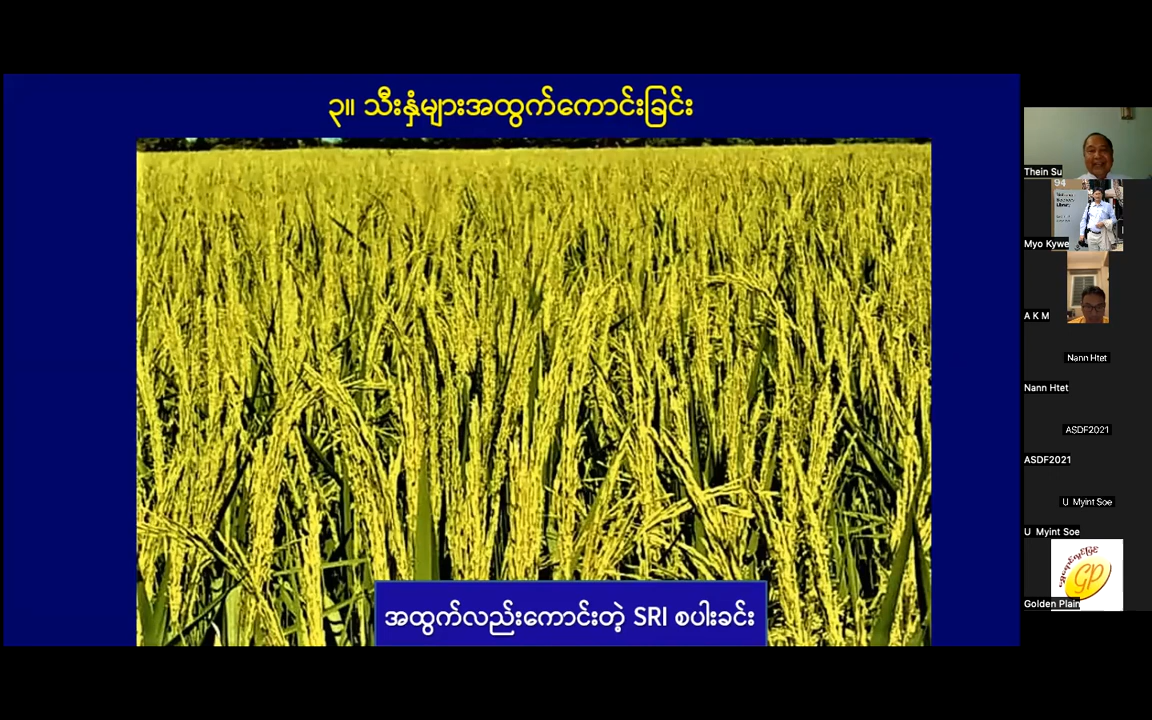 ၃။ သီးနှံများအထွက်ကောင်းခြင်း
အထွက်လည်းကောင်းတဲ့ SRI စပါးခင်း
Thein Su
94
Myo Kywe
A K M
Nann Htet
Nann Htet
ASDF2021
ASDF2021
U Myint Soe
U Myint Soe
GP
Golden Plain